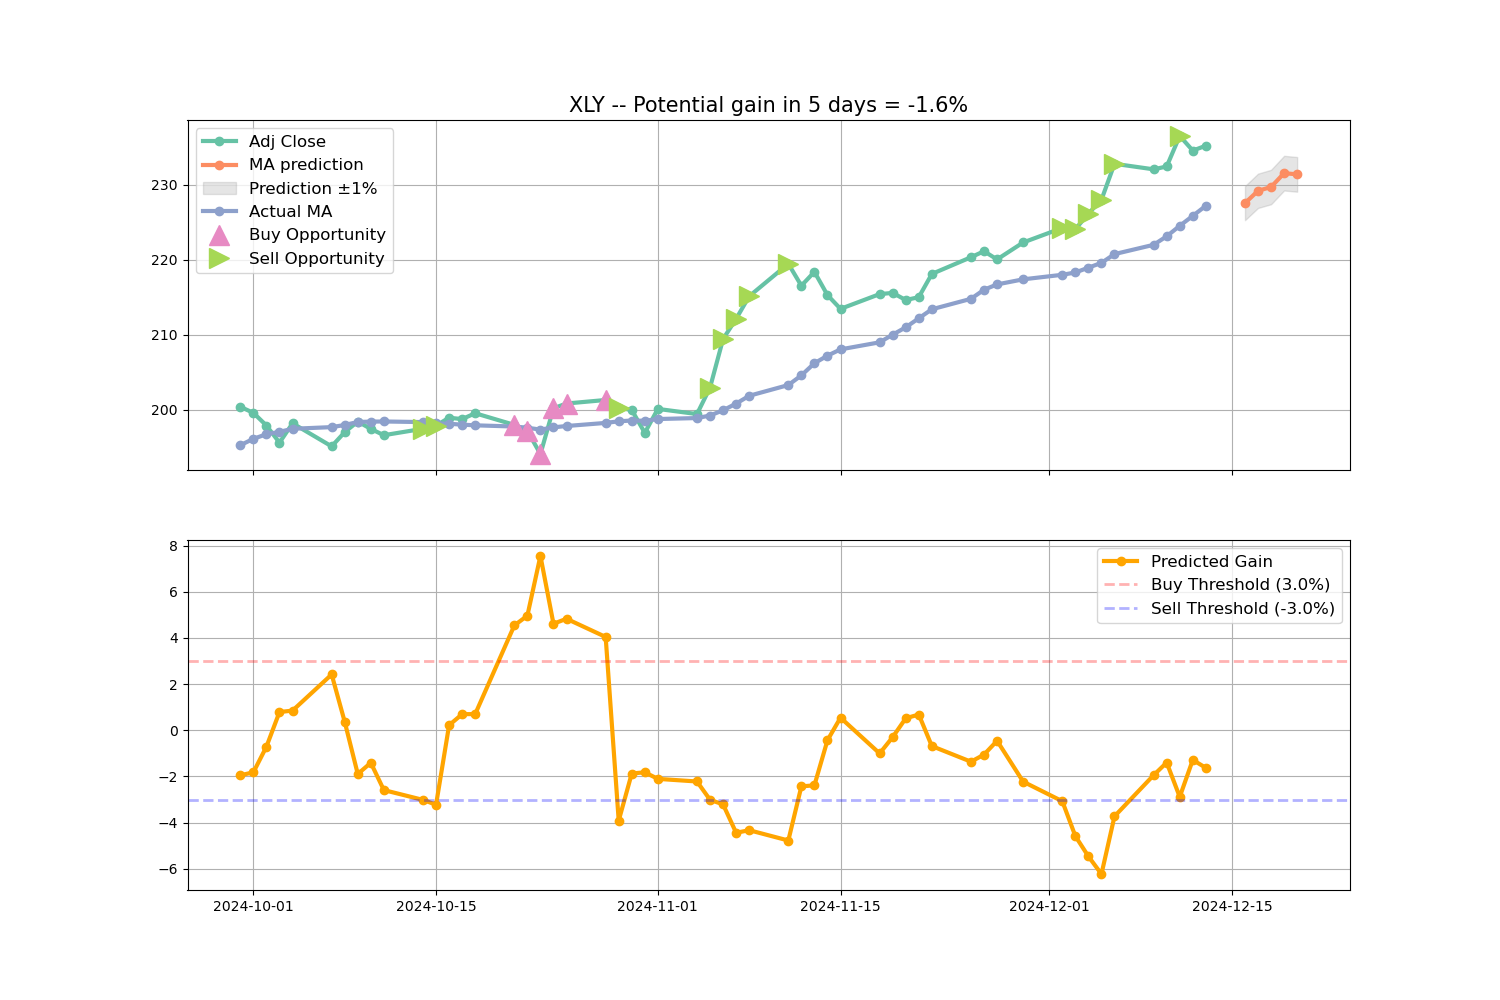 XLY -- Potential gain in 5 days = -1.6%
Adj Close
MA prediction
Prediction ±1%
Actual MA
Buy Opportunity
Sell Opportunity
230
220
210
200
8
6
4
2
0
−2
−4
−6
Predicted Gain
Buy Threshold (3.0%)
Sell Threshold (-3.0%)
2024-10-01 2024-10-15 2024-11-01 2024-11-15 2024-12-01 2024-12-15